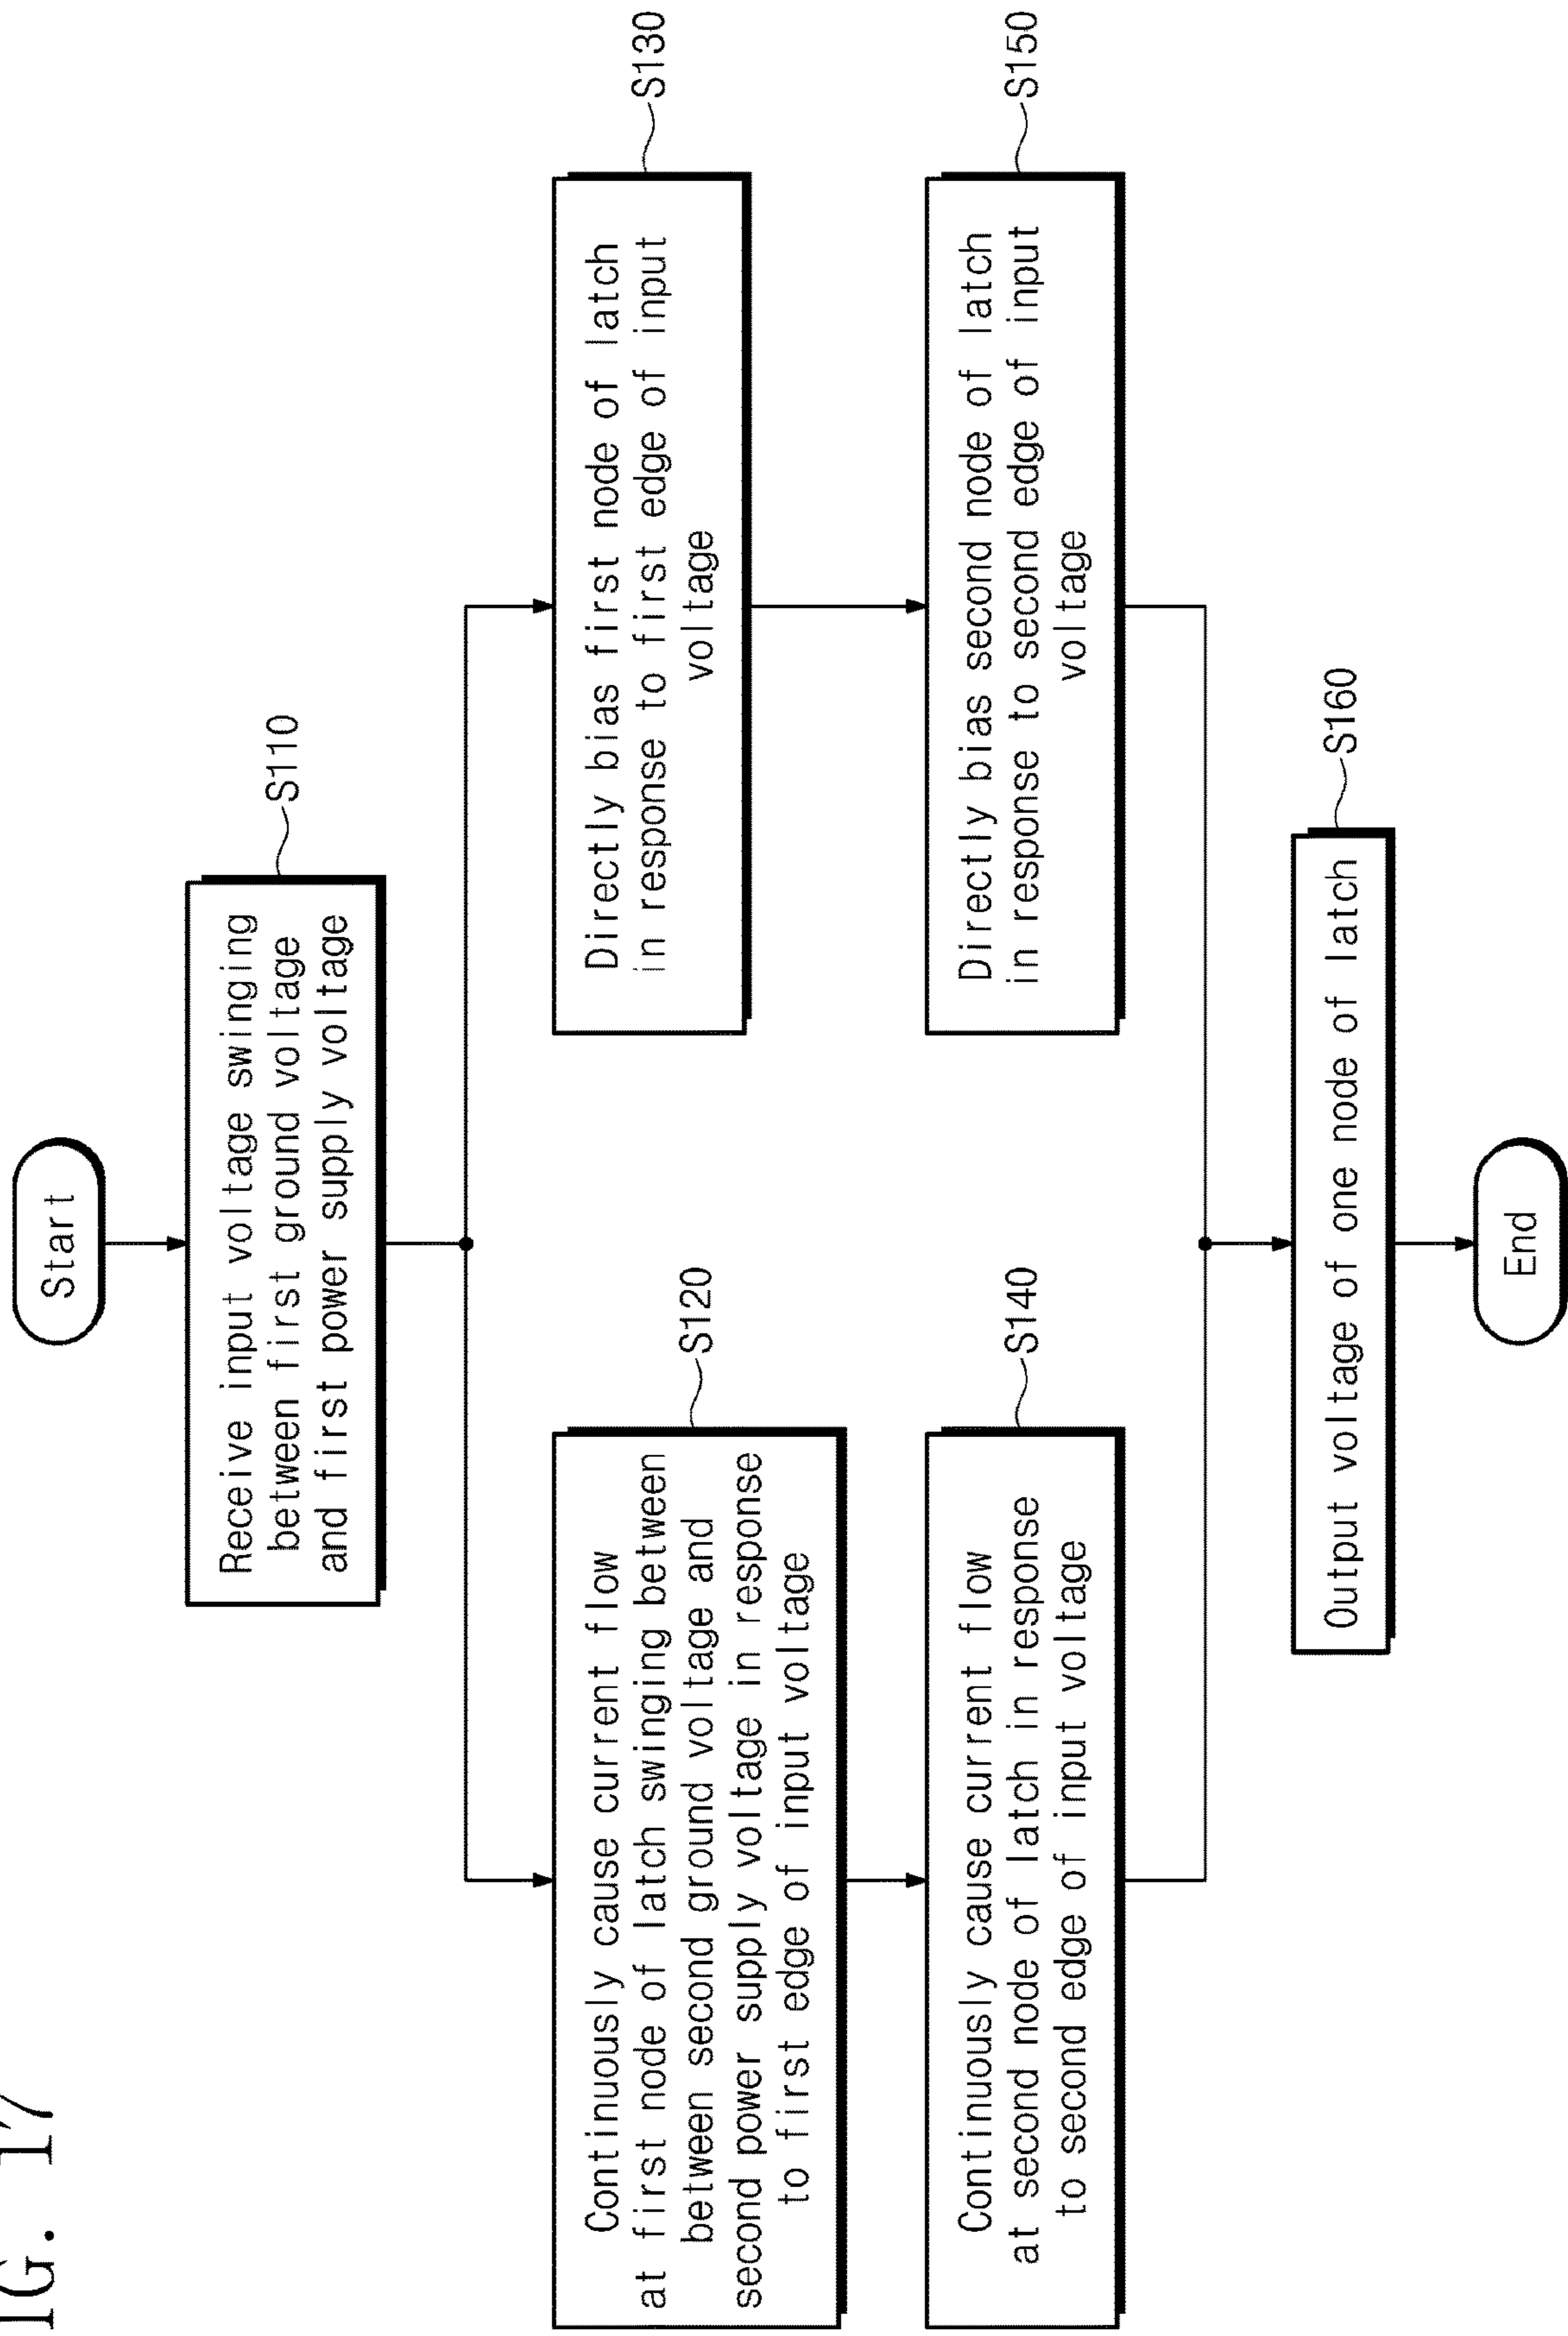 IG. 17
Start
Receive input voltage swinging
between first ground voltage
and first power supply voltage
S110
Continuously cause current flow
at first node of latch swinging between
between second ground voltage and
second power supply voltage in response
to first edge of input voltage
S120
Directly bias first node of latch
in response to first edge of input
voltage
S130
Continuously cause current flow
at second node of latch in response
to second edge of input voltage
S140
Directly bias second node of latch
in response to second edge of input
voltage
S150
Output voltage of one node of latch
S160
End